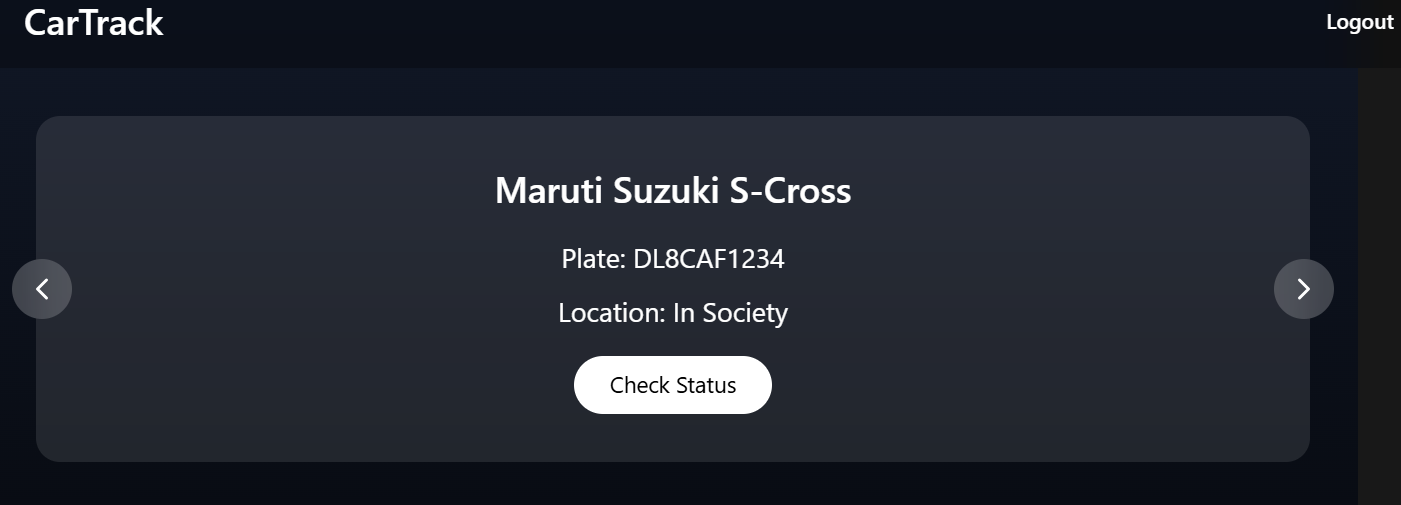 CarTrack
Logout
Maruti Suzuki S-Cross
Plate: DL8CAF1234
Location: In Society
Check Status